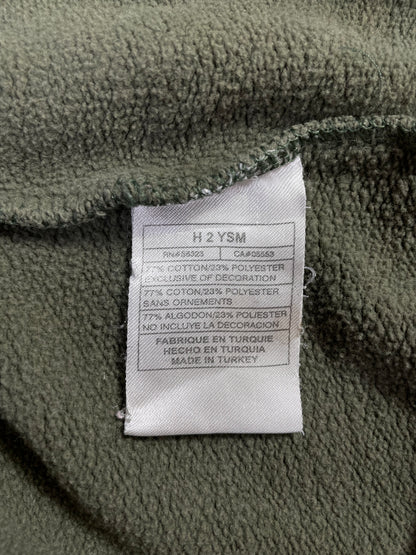 H 2 YSM
RN#56323 CA#05553
77% COTTON/23% POLYESTER
EXCLUSIVE OF DECORATION
77% COTON/23% POLYESTER
SANS ORNEMENTS
77% ALGODON/23% POLIESTER
NO INCLUYE LA DECORACION
FABRIQUE EN TURQUIE
HECHO EN TURQUIA
MADE IN TURKEY